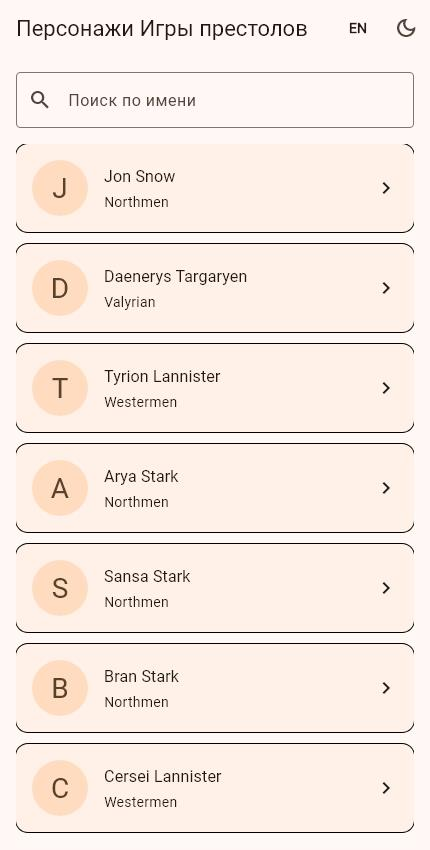 Персонажи Игры престолов EN
Поиск по имени
J
Jon Snow
Northmen
D
Daenerys Targaryen
Valyrian
T
Tyrion Lannister
Westermen
A
Arya Stark
Northmen
S
Sansa Stark
Northmen
B
Bran Stark
Northmen
C
Cersei Lannister
Westermen